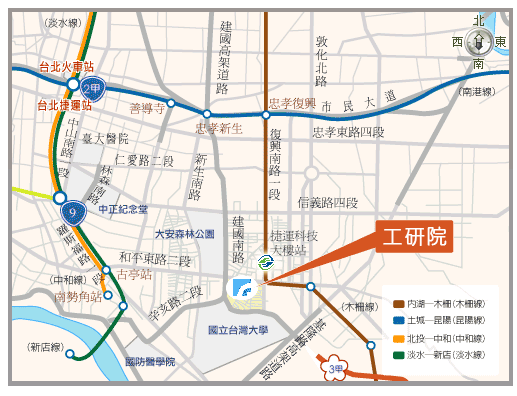 (淡水線)
北
西
東
南
建國高架道路
敦化北路
台北火車站
2甲
台北捷運站
善導寺
忠孝復興
市民大道
(南港線)
忠孝新生
忠孝東路四段
中山南路
臺大醫院
仁愛路二段
林森南路
新生南路
復興南路一段
信義路四段
9
中正紀念堂
羅斯福路一段
大安森林公園
建國南路
捷運科技
大樓站
工研院
和平東路二段
古亭站
(中和線)
南勢角站
辛亥路二段
(木柵線)
內湖—木柵(木柵線)
土城—昆陽(昆陽線)
北投—中和(中和線)
淡水—新店(淡水線)
國立台灣大學
基隆路高架道路
(新店線)
國防醫學院
3甲